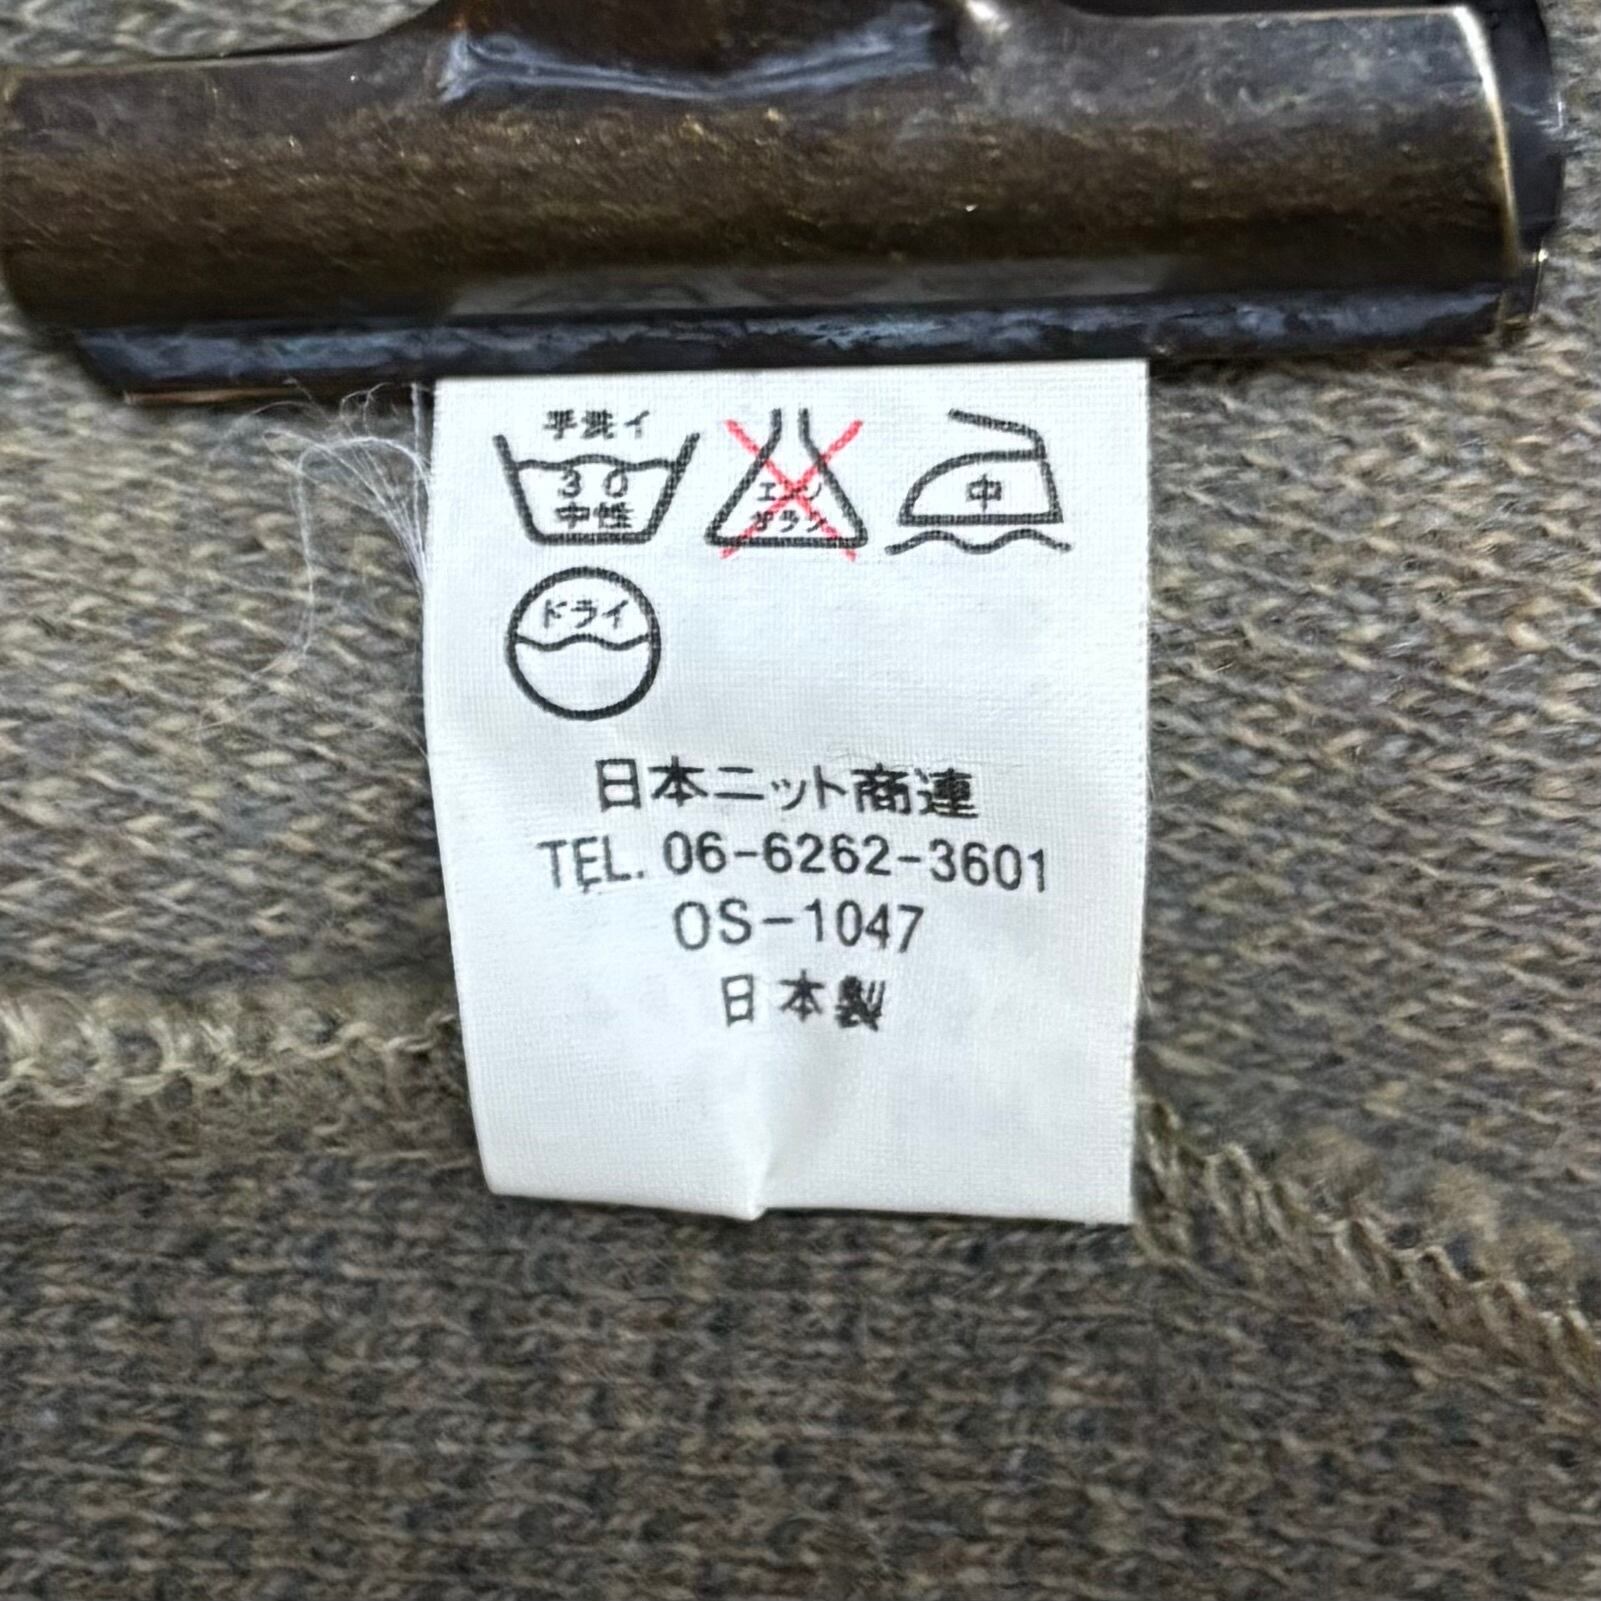 手洗イ
30
中性
エンソ
サラシ
中
ドライ
日本ニット商連
TEL. 06-6262-3601
OS-1047
日本製